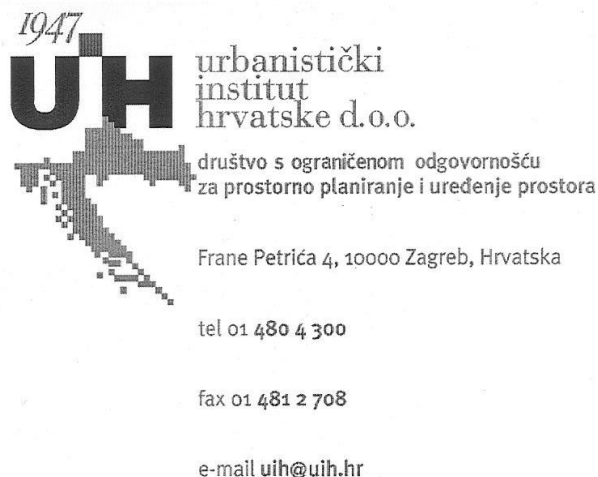 1947
UIH
urbanistički
institut
hrvatske d.o.o.
društvo s ograničenom odgovornošću
za prostorno planiranje i uređenje prostora
Frane Petrića 4, 10000 Zagreb, Hrvatska
tel 01 480 4 300
fax 01 481 2 708
e-mail uih@uih.hr